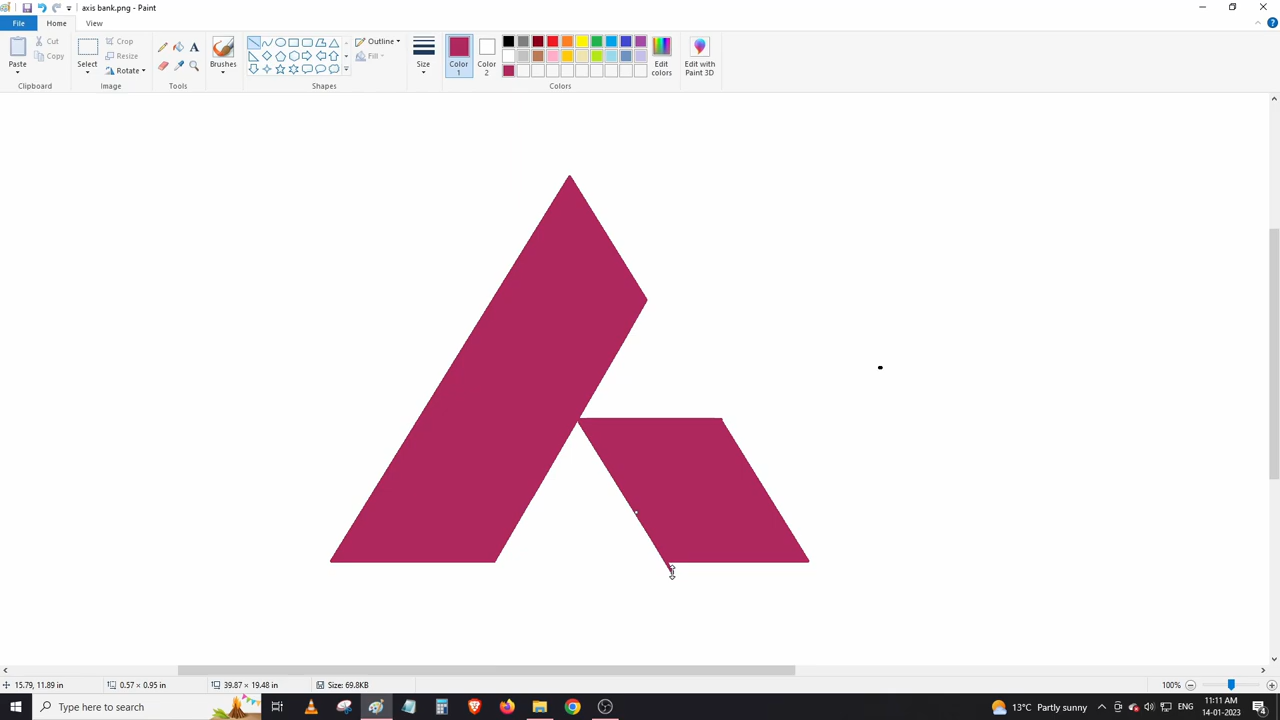 axis bank.png - Paint
File
Home
View
Paste
Cut
Copy
Clipboard
Select
Crop
Resize
Rotate
Image
A
Tools
Brushes
Outline
Fill
Shapes
Size
Color
1
Color
2
Edit
colors
Colors
Edit with
Paint 3D
15.79, 11.89 in
0.57 × 0.95 in
39.87 × 19.48 in
Size: 69.8KB
100%
Type here to search
13°C Partly sunny
ENG
11:11 AM
14-01-2023